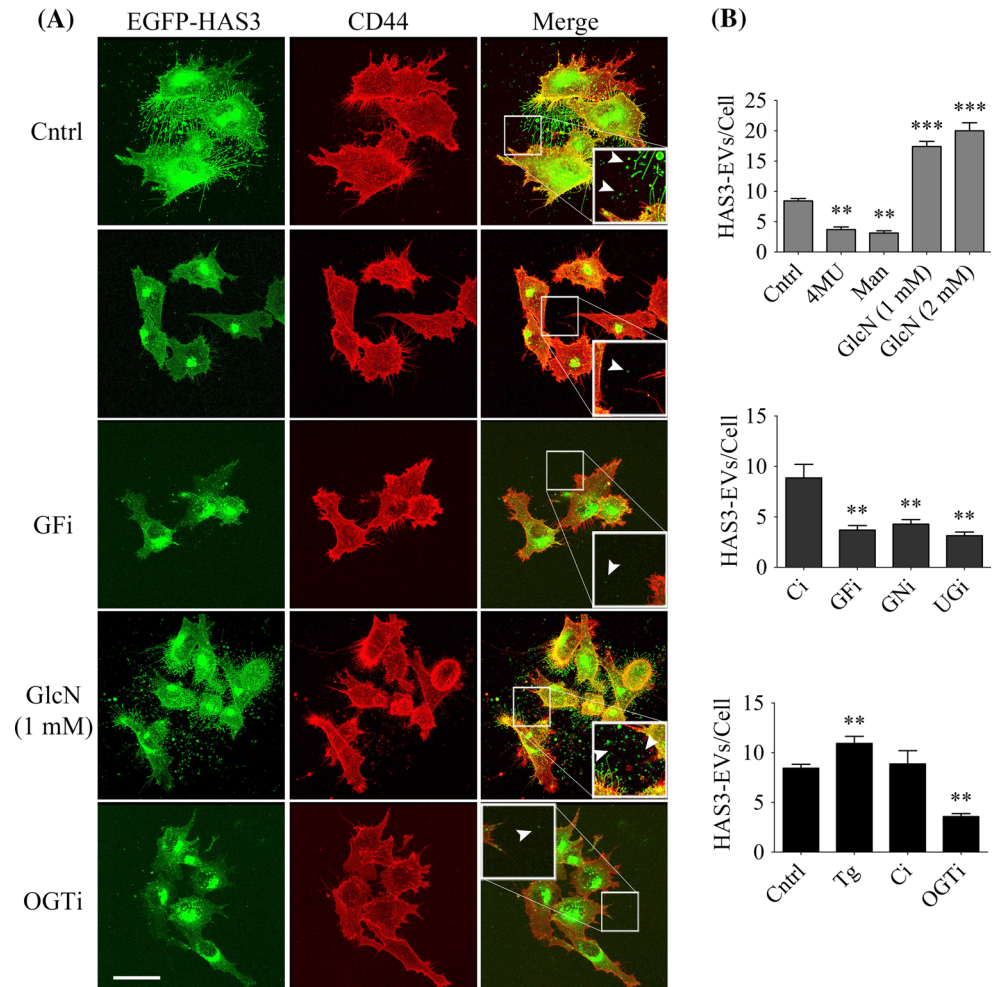 (A)
EGFP-HAS3 CD44 Merge
Cntrl
GFi
GlcN
(1 mM)
OGTi
(B)
HAS3-EVs/Cell
25
20
15
10
5
0
** ** *** ***
Cntrl 4MU Man GlcN (1 mM) GlcN (2 mM)
HAS3-EVs/Cell
15
10
5
0
** ** **
Ci GFi GNi UGi
HAS3-EVs/Cell
15
10
5
0
** **
Cntrl Tg Ci OGTi